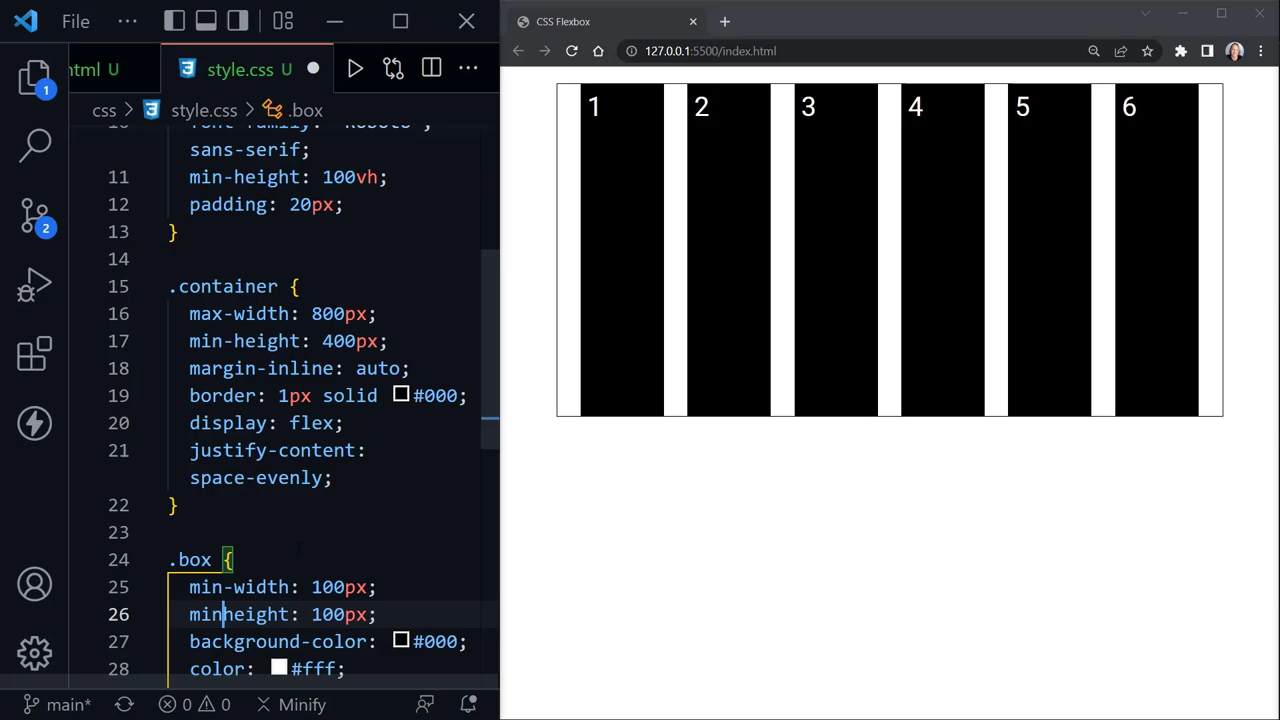 File
CSS Flexbox
127.0.0.1:5500/index.html
html U
style.css U
css > style.css > .box
1
2
sans-serif;
11 min-height: 100vh;
12 padding: 20px;
13 }
14
15 .container {
16 max-width: 800px;
17 min-height: 400px;
18 margin-inline: auto;
19 border: 1px solid #000;
20 display: flex;
21 justify-content:
space-evenly;
22 }
23
24 .box {
25 min-width: 100px;
26 minheight: 100px;
27 background-color: #000;
28 color: #fff;
main* 0 0 Minify
1 2 3 4 5 6